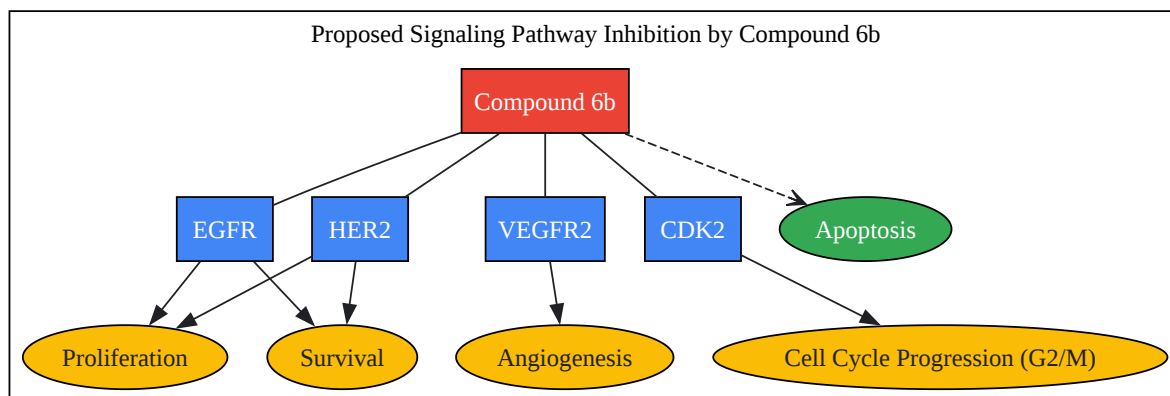 Proposed Signaling Pathway Inhibition by Compound 6b
Compound 6b
EGFR
HER2
VEGFR2
CDK2
Apoptosis
Proliferation
Survival
Angiogenesis
Cell Cycle Progression (G2/M)